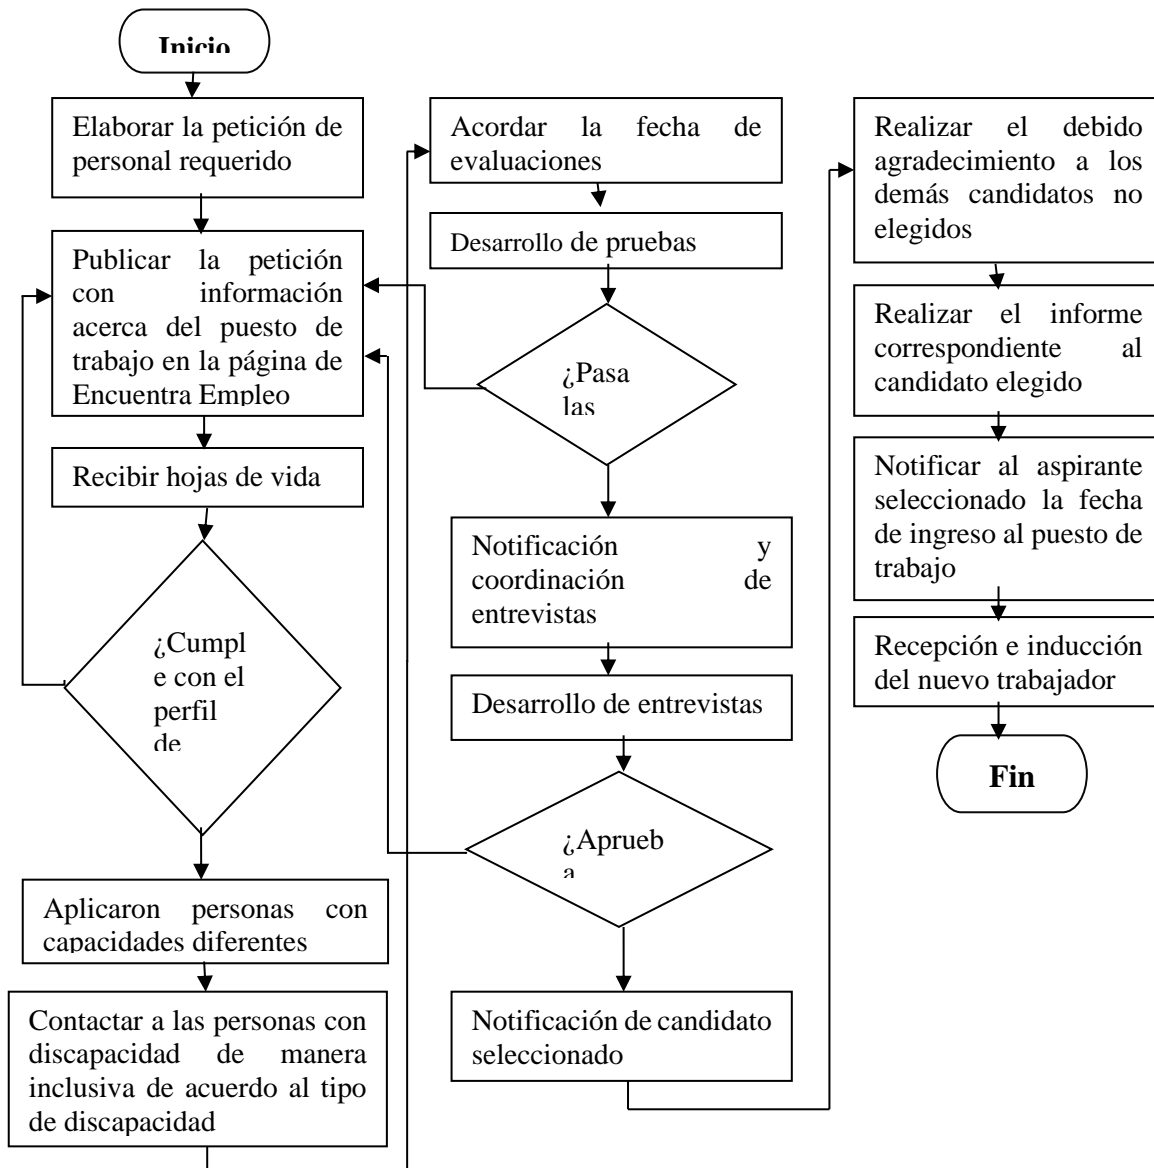 Inicio
Elaborar la petición de
personal requerido
Publicar la petición
con información
acerca del puesto de
trabajo en la página de
Encuentra Empleo
Recibir hojas de vida
¿Cumpl
e con el
perfil
de
Aplicaron personas con
capacidades diferentes
Contactar a las personas con
discapacidad de manera
inclusiva de acuerdo al tipo
de discapacidad
Acordar la fecha de
evaluaciones
Desarrollo de pruebas
¿Pasa
las
Notificación y
coordinación de
entrevistas
Desarrollo de entrevistas
¿Aprueb
a
Notificación de candidato
seleccionado
Realizar el debido
agradecimiento a los
demás candidatos no
elegidos
Realizar el informe
correspondiente al
candidato elegido
Notificar al aspirante
seleccionado la fecha
de ingreso al puesto de
trabajo
Recepción e inducción
del nuevo trabajador
Fin